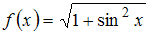 f(x) = √1 + sin² x